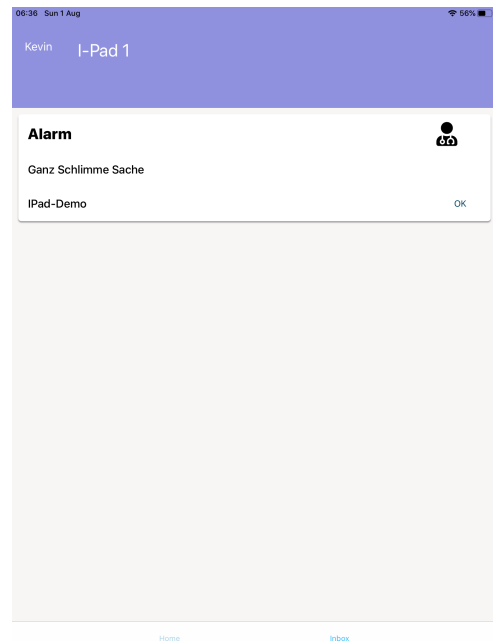 06:36 Sun 1 Aug 56%
Kevin I-Pad 1
Alarm
Ganz Schlimme Sache
IPad-Demo OK
Home Inbox